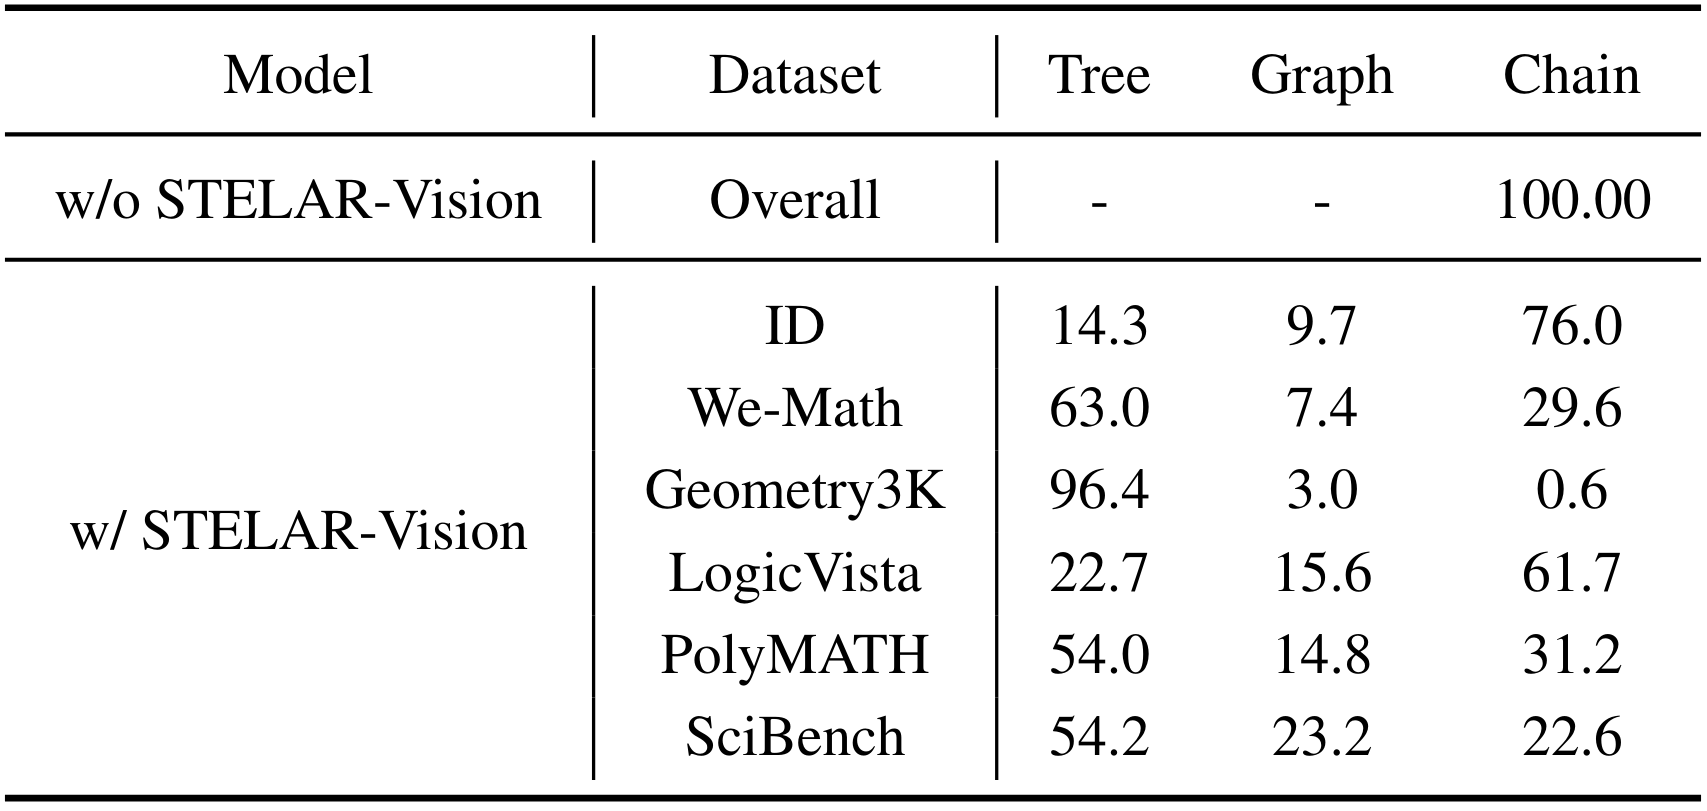 Model Dataset Tree Graph Chain
w/o STELAR-Vision Overall - - 100.00
ID 14.3 9.7 76.0
We-Math 63.0 7.4 29.6
Geometry3K 96.4 3.0 0.6
w/ STELAR-Vision
LogicVista 22.7 15.6 61.7
PolyMATH 54.0 14.8 31.2
SciBench 54.2 23.2 22.6